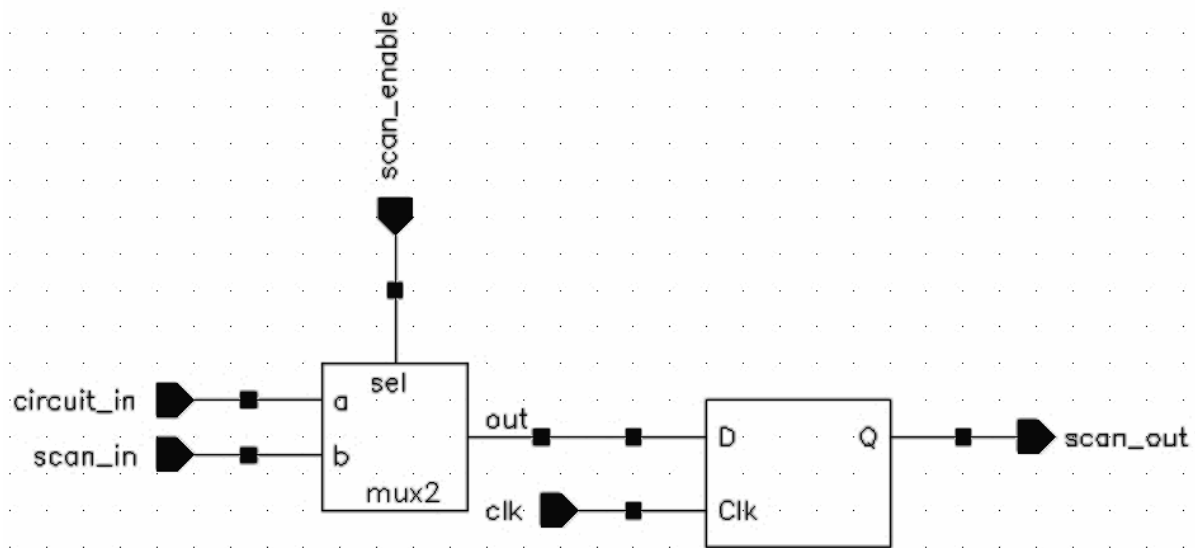 scan_enable
circuit_in
scan_in
sel
a
b
mux2
out
clk
D
Q
Clk
scan_out